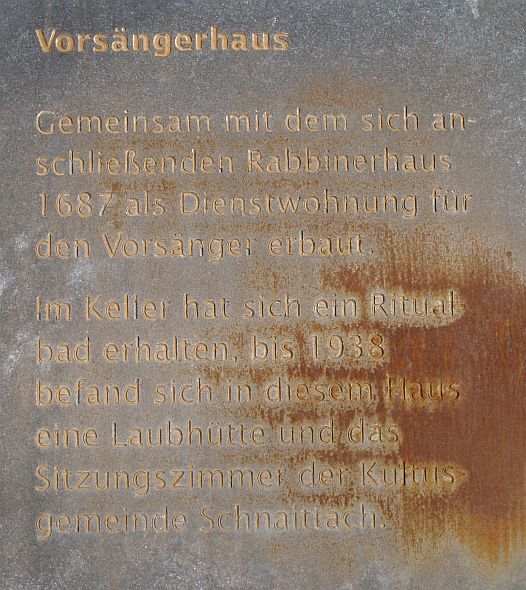 Vorsängerhaus
Gemeinsam mit dem sich an-
schließenden Rabbinerhaus
1687 als Dienstwohnung für
den Vorsänger erbaut.
Im Keller hat sich ein Ritual-
bad erhalten, bis 1938
befand sich in diesem Haus
eine Laubhütte und das
Sitzungszimmer der Kultus-
gemeinde Schnaittach.